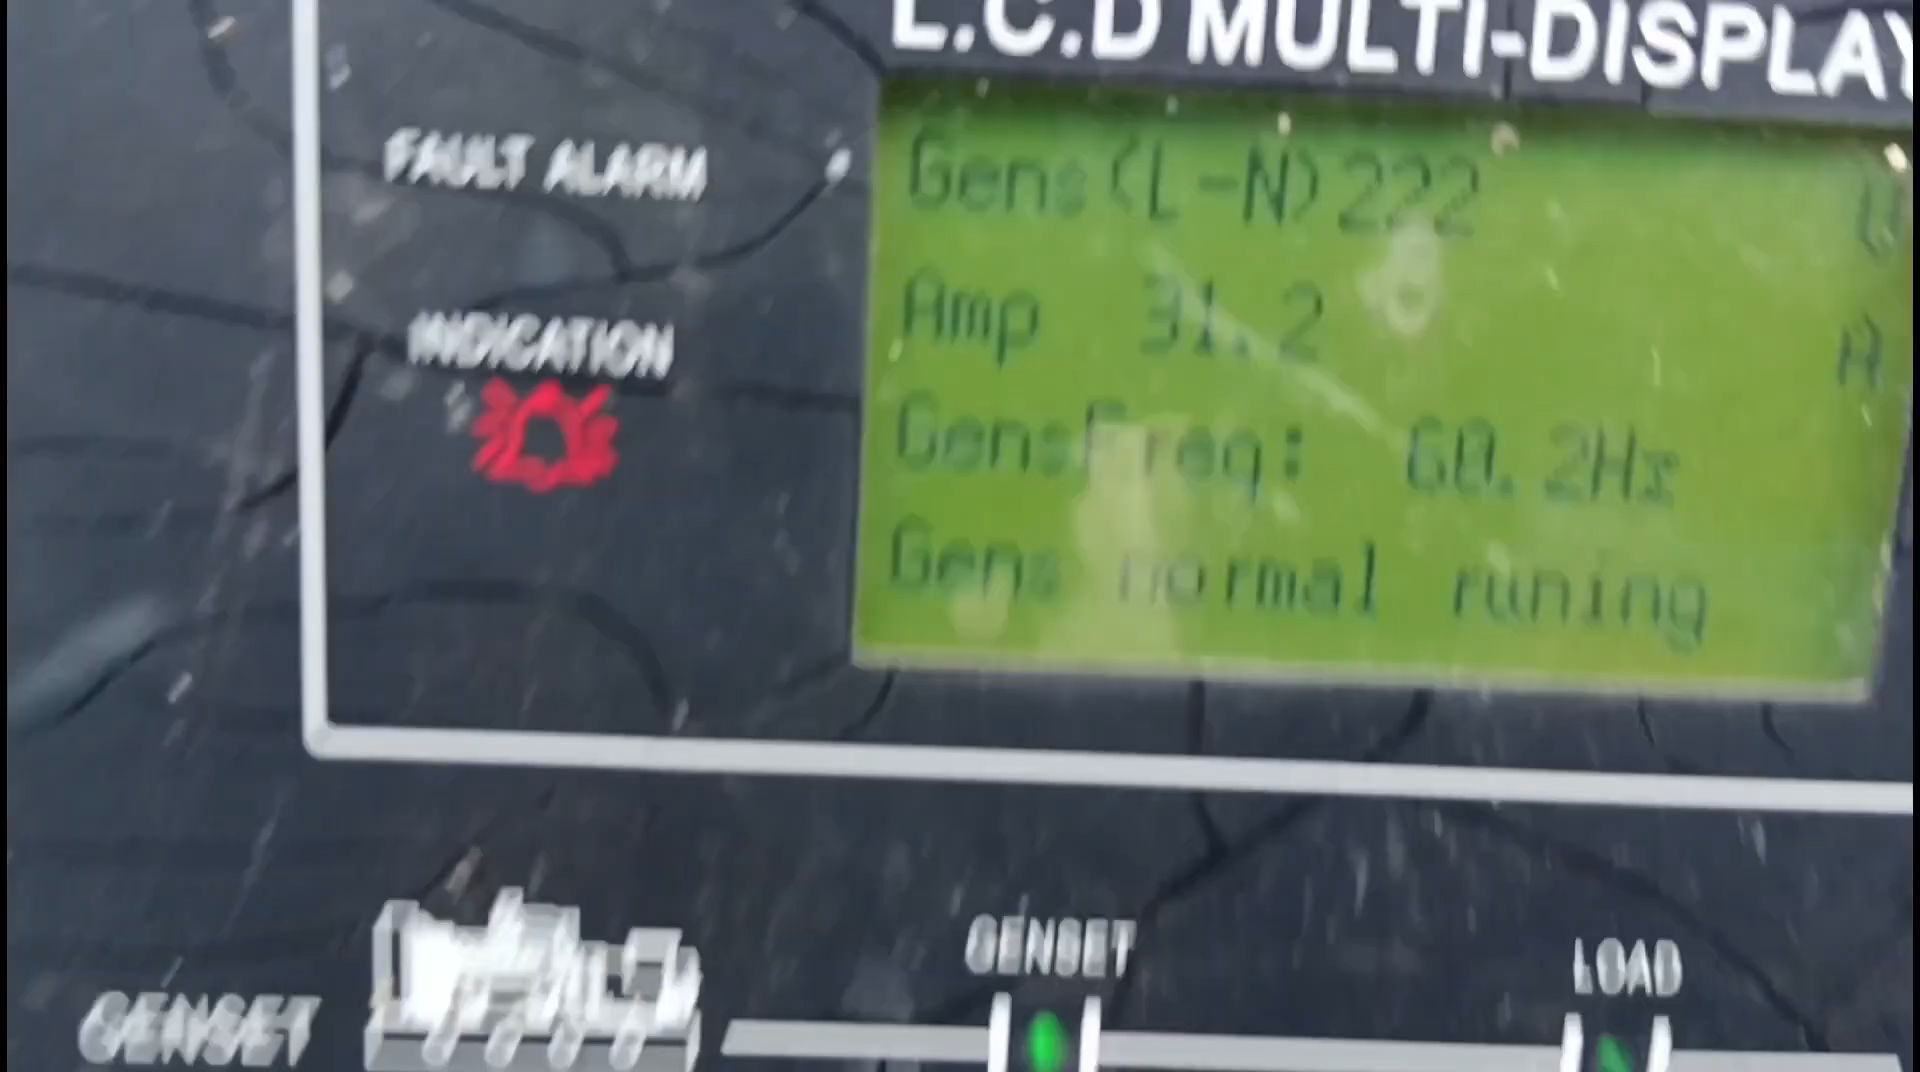 L.C.D MULTI-DISPLAY
FAULT ALARM
INDICATION
Gens(L-N)222 V
Amp 31.2 A
GensFreq: 60.2Hz
Gens normal runing
GENSET
GENSET
LOAD